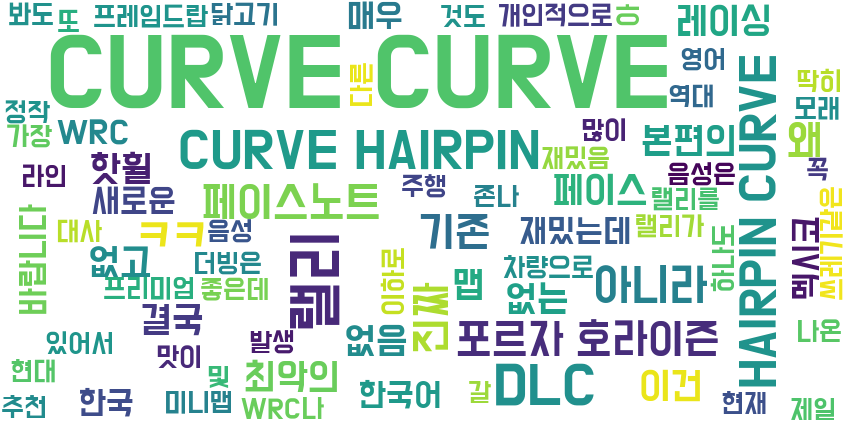 봐도 또 프레임드랍 닭고기 매우 것도 개인적으로 ㅎ 레이싱
CURVE CURVE
다른 영어 역대 딱히 모래
정작 가장 WRC 많이 본편의 왜
CURVE HAIRPIN
재밌음 음성은 꼭
라인 핫휠 새로운 페이스노트 주행 존나 페이스 랠리를
HAIRPIN CURVE
바랍니다 대사 ㅋㅋ 음성 기존 재밌는데 랠리가 하나도 멕시코 쓰레기같은
없고 더빙은 랠리 이하로 차량으로
프리미엄 좋은데 맵 없는 아니라
결국 진짜
있어서 맛이 발생 없음 포르자 호라이즌 나온
현대 및 최악의 한국어 갈 DLC 이건
추천 한국 미니맵 WRC나 현재 제일